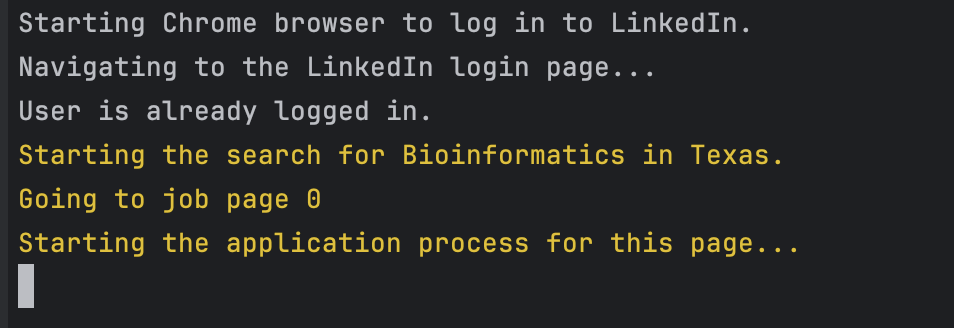 Starting Chrome browser to log in to LinkedIn.
Navigating to the LinkedIn login page...
User is already logged in.
Starting the search for Bioinformatics in Texas.
Going to job page 0
Starting the application process for this page...